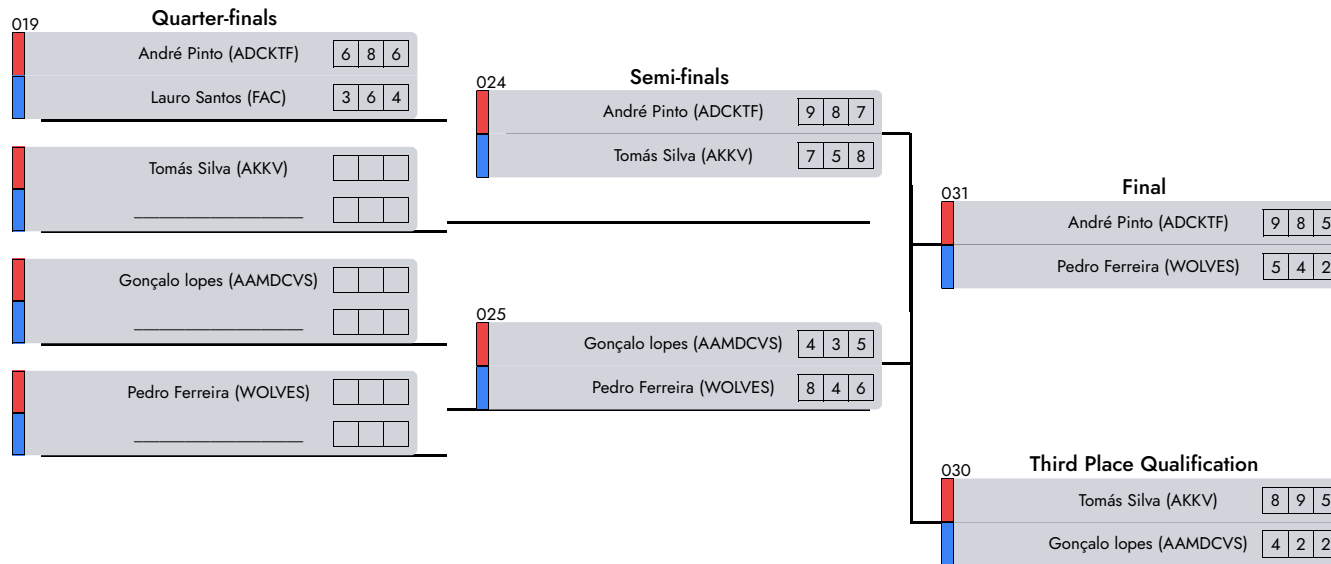 Quarter-finals
019
André Pinto (ADCKTF) 6 8 6
Lauro Santos (FAC) 3 6 4
Tomás Silva (AKKV)
____________________
Gonçalo lopes (AAMDCVS)
____________________
Pedro Ferreira (WOLVES)
____________________
Semi-finals
024
André Pinto (ADCKTF) 9 8 7
Tomás Silva (AKKV) 7 5 8
025
Gonçalo lopes (AAMDCVS) 4 3 5
Pedro Ferreira (WOLVES) 8 4 6
Final
031
André Pinto (ADCKTF) 9 8 5
Pedro Ferreira (WOLVES) 5 4 2
Third Place Qualification
030
Tomás Silva (AKKV) 8 9 5
Gonçalo lopes (AAMDCVS) 4 2 2